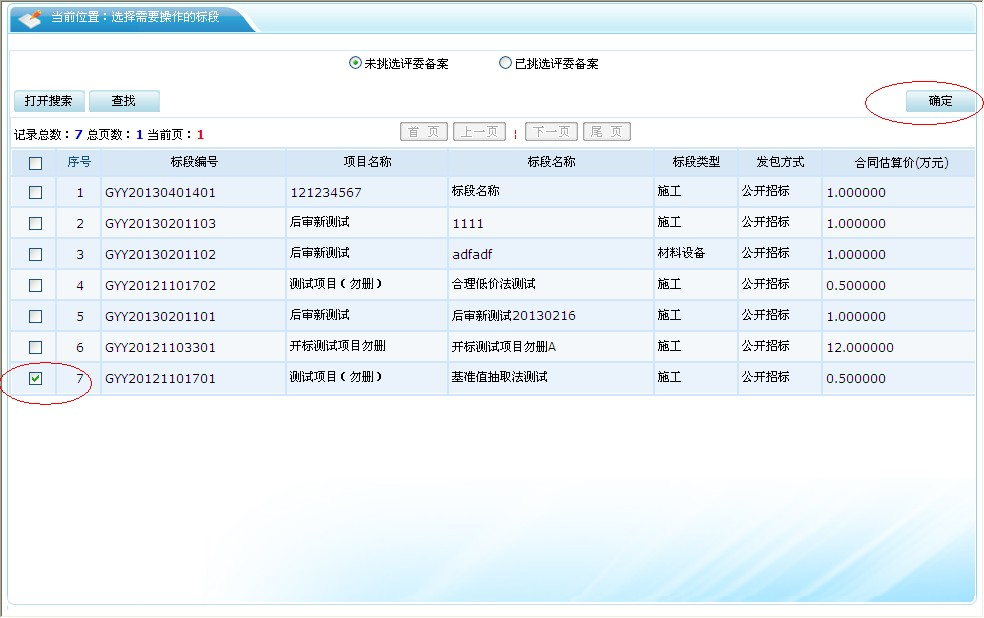 当前位置：选择需要操作的标段
未挑选评委备案 已挑选评委备案
打开搜索 查找 确定
记录总数：7 总页数：1 当前页：1 首 页 上一页 ¦ 下一页 尾 页
序号 标段编号 项目名称 标段名称 标段类型 发包方式 合同估算价(万元)
1 GYY20130401401 121234567 标段名称 施工 公开招标 1.000000
2 GYY20130201103 后审新测试 1111 施工 公开招标 1.000000
3 GYY20130201102 后审新测试 adfadf 材料设备 公开招标 1.000000
4 GYY20121101702 测试项目（勿删） 合理低价法测试 施工 公开招标 0.500000
5 GYY20130201101 后审新测试 后审新测试20130216 施工 公开招标 1.000000
6 GYY20121103301 开标测试项目勿删 开标测试项目勿删A 施工 公开招标 12.000000
7 GYY20121101701 测试项目（勿删） 基准值抽取法测试 施工 公开招标 0.500000